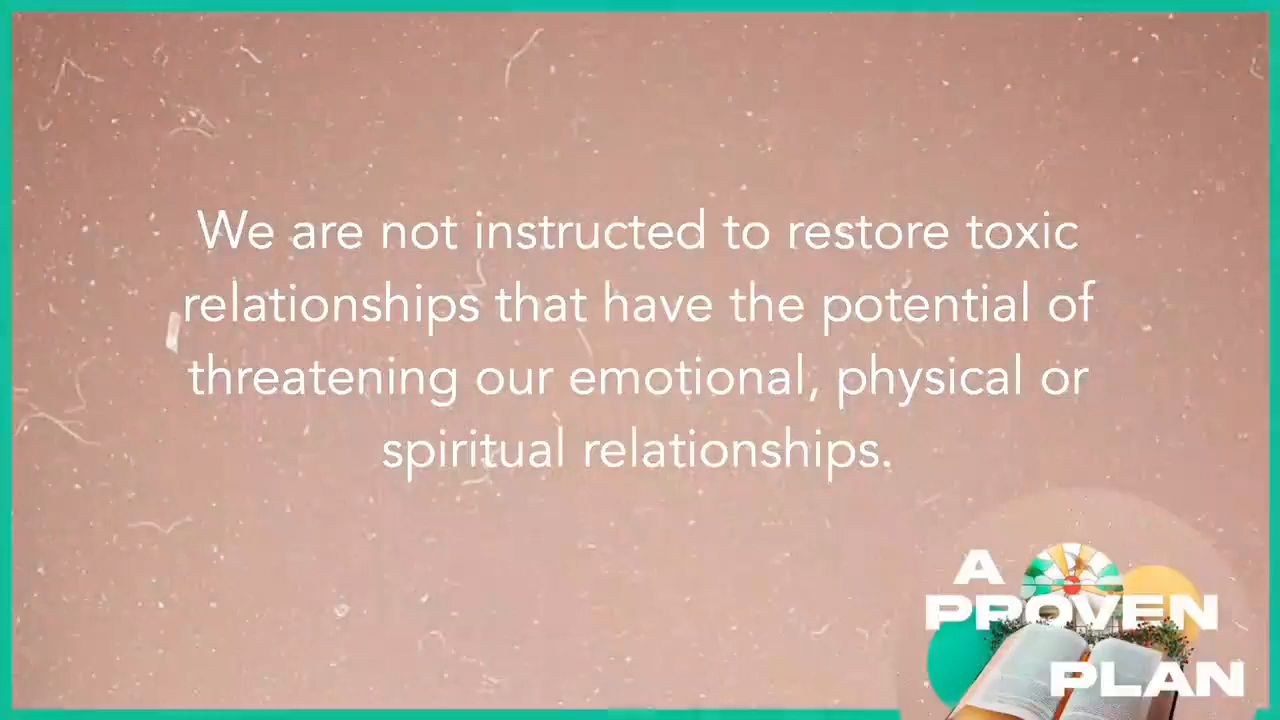 We are not instructed to restore toxic
relationships that have the potential of
threatening our emotional, physical or
spiritual relationships.
A
PROVEN
PLAN